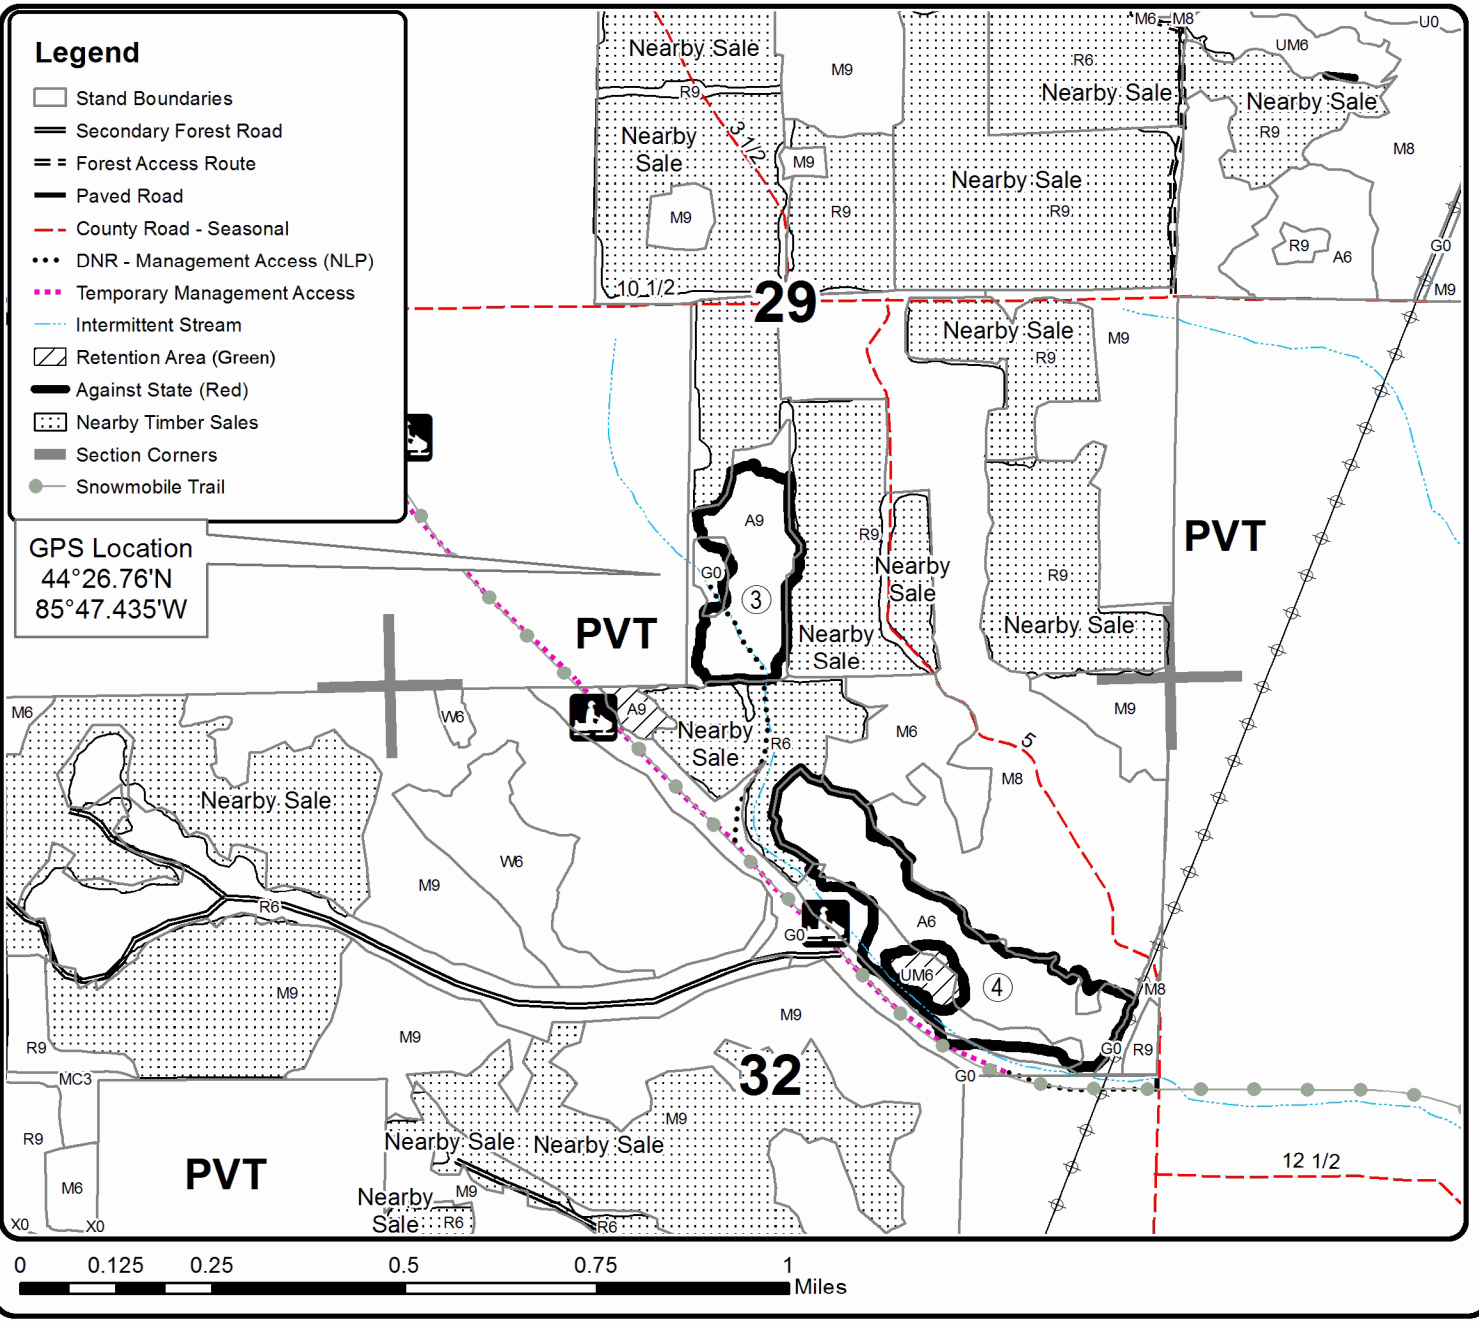 Legend
Stand Boundaries
Secondary Forest Road
Forest Access Route
Paved Road
County Road - Seasonal
DNR - Management Access (NLP)
Temporary Management Access
Intermittent Stream
Retention Area (Green)
Against State (Red)
Nearby Timber Sales
Section Corners
Snowmobile Trail
GPS Location
44°26.76'N
85°47.435'W
M6
M8
U0
Nearby Sale
M9
R6
UM6
Nearby Sale
R9
Nearby Sale
Nearby
Sale
3 1/2
M9
R9
M8
Nearby Sale
M9
R9
R9
R9
A6
G0
M9
10 1/2
29
Nearby Sale
R9
M9
A9
R9
PVT
G0
3
Nearby
Sale
R9
PVT
Nearby
Sale
Nearby Sale
M6
W6
A9
Nearby
Sale
R6
M6
M9
5
M8
Nearby Sale
W6
M9
R6
G0
A6
UM6
4
M8
M9
M9
M9
R9
G0
R9
MC3
32
G0
M9
R9
Nearby Sale
Nearby Sale
PVT
12 1/2
M6
M9
Nearby
Sale
R6
R6
X0
X0
0
0.125
0.25
0.5
0.75
1
Miles